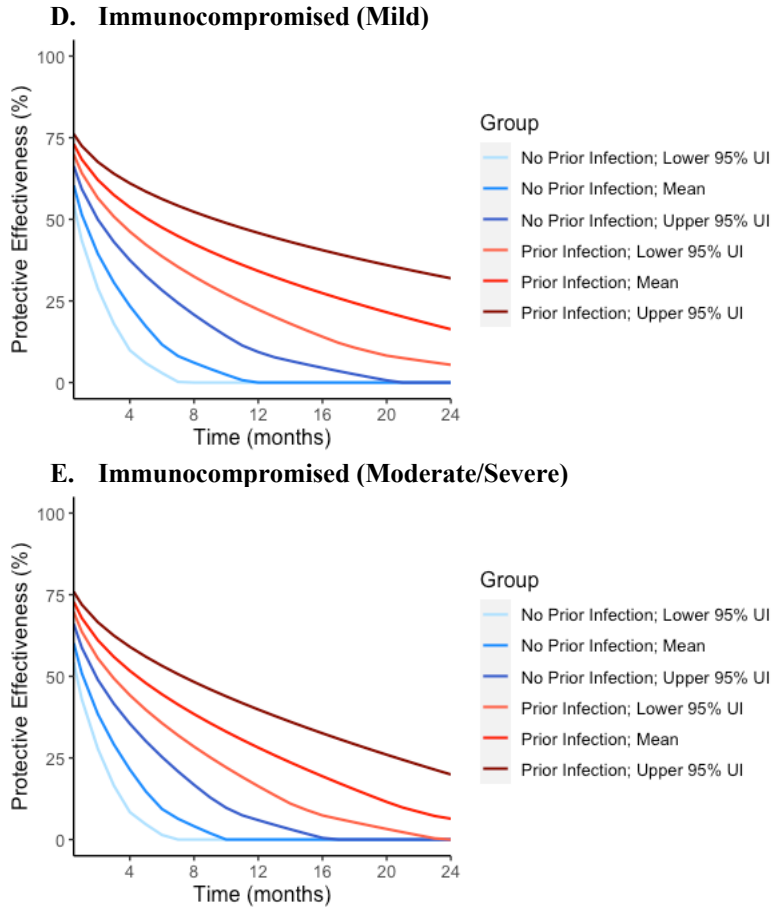 D. Immunocompromised (Mild)
100
75
50
25
0
Protective Effectiveness (%)
4 8 12 16 20 24
Time (months)
Group
No Prior Infection; Lower 95% UI
No Prior Infection; Mean
No Prior Infection; Upper 95% UI
Prior Infection; Lower 95% UI
Prior Infection; Mean
Prior Infection; Upper 95% UI
E. Immunocompromised (Moderate/Severe)
100
75
50
25
0
Protective Effectiveness (%)
4 8 12 16 20 24
Time (months)
Group
No Prior Infection; Lower 95% UI
No Prior Infection; Mean
No Prior Infection; Upper 95% UI
Prior Infection; Lower 95% UI
Prior Infection; Mean
Prior Infection; Upper 95% UI